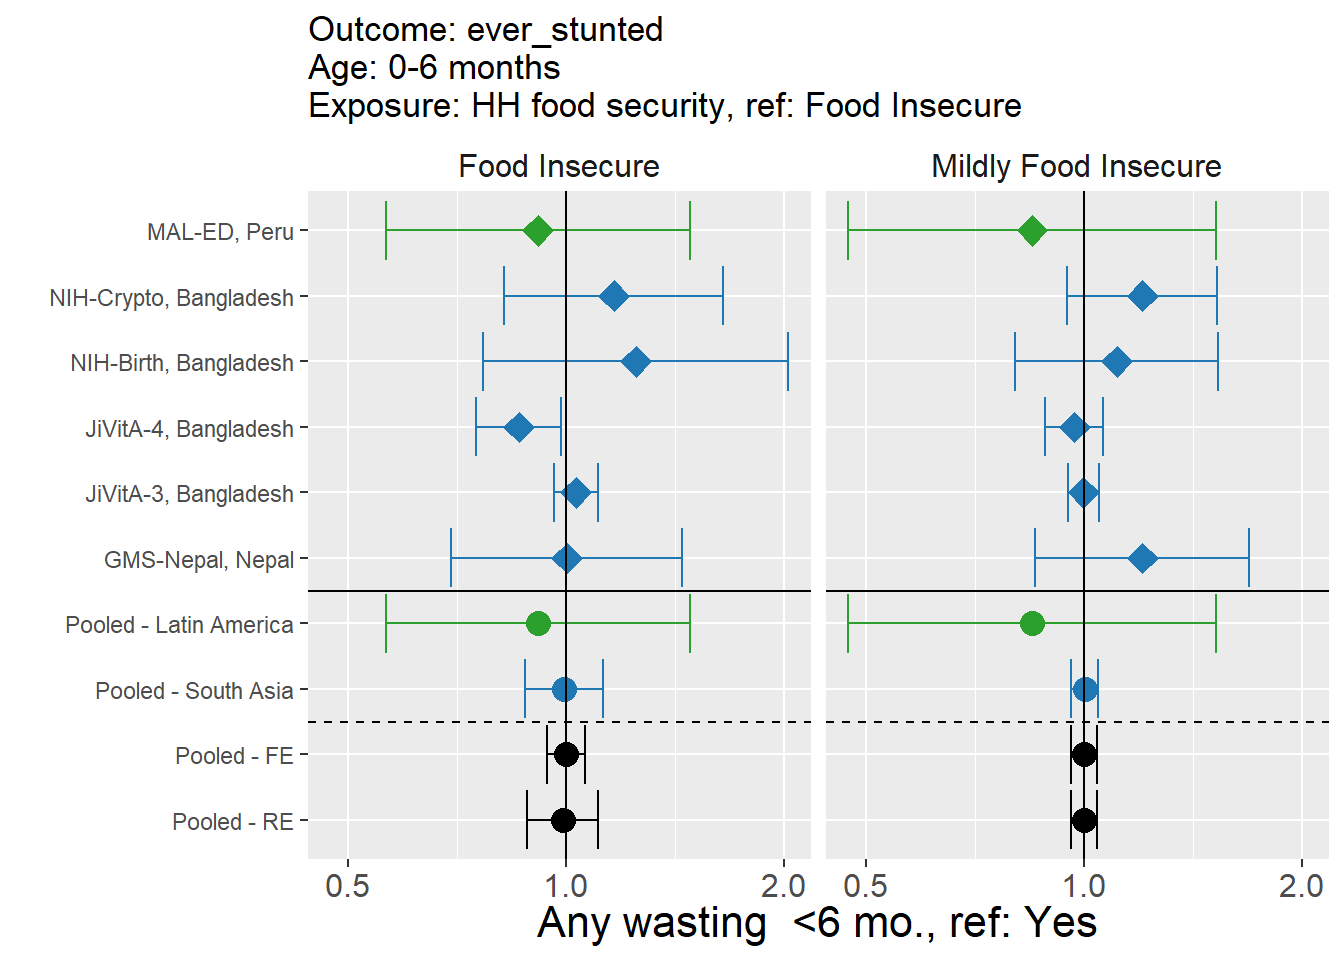 Outcome: ever_stunted
Age: 0-6 months
Exposure: HH food security, ref: Food Insecure
Food Insecure
Mildly Food Insecure
MAL-ED, Peru
NIH-Crypto, Bangladesh
NIH-Birth, Bangladesh
JiVitA-4, Bangladesh
JiVitA-3, Bangladesh
GMS-Nepal, Nepal
Pooled - Latin America
Pooled - South Asia
Pooled - FE
Pooled - RE
0.5 1.0 2.0
0.5 1.0 2.0
Any wasting  <6 mo., ref: Yes